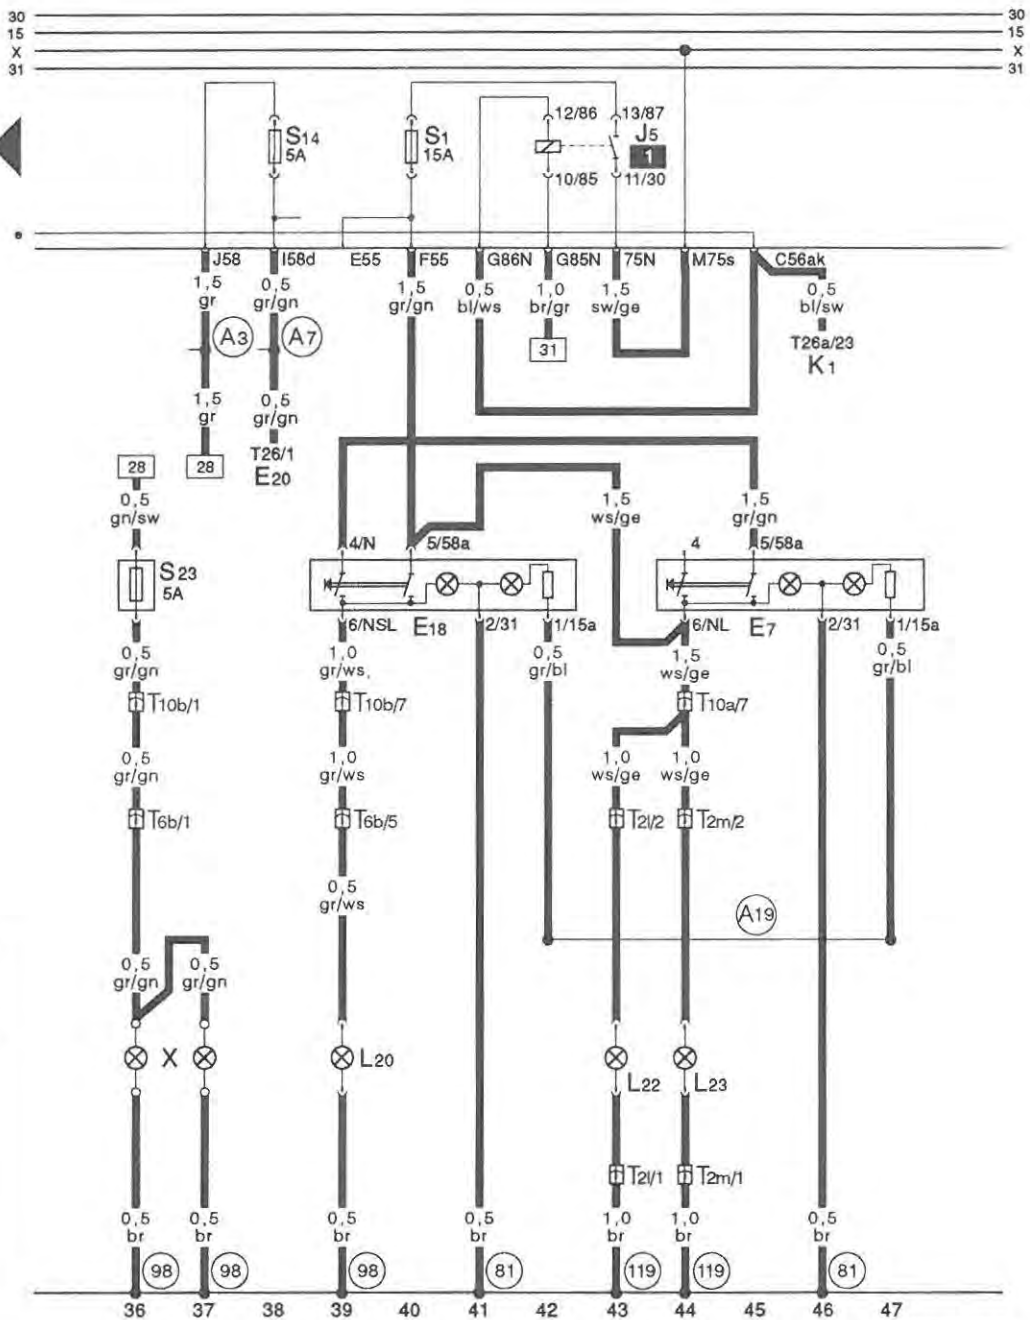 30 30
15 15
X X
31 31
12/86 13/87
S14 S1 J5
5A 15A 1
10/85 11/30
e
J58 I58d E55 F55 G86N G85N 75N M75s C56ak
1,5 0,5 1,5 0,5 1,0 1,5 0,5
gr gr/gn gr/gn bl/ws br/gr sw/ge bl/sw
A3 A7 31 T26a/23
K1
1,5 0,5
gr gr/gn
T26/1
28 28 E20
0,5 1,5 1,5
gn/sw ws/ge gr/gn
4/N 5/58a 4 5/58a
S23
5A
6/NSL E18 2/31 1/15a 6/NL E7 2/31 1/15a
0,5 1,0 0,5 1,5 0,5
gr/gn gr/ws gr/bl ws/ge gr/bl
T10b/1 T10b/7 T10a/7
0,5 1,0 1,0 1,0
gr/gn gr/ws ws/ge ws/ge
T6b/1 T6b/5 T2l/2 T2m/2
0,5
gr/ws
A19
0,5 0,5
gr/gn gr/gn
X L20
L22 L23
T2l/1 T2m/1
0,5 0,5 0,5 0,5 1,0 1,0 0,5
br br br br br br br
98 98 98 81 119 119 81
36 37 38 39 40 41 42 43 44 45 46 47